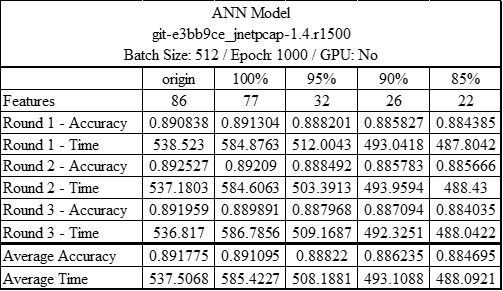 ANN Model
git-e3bb9ce_jnetpcap-1.4.r1500
Batch Size: 512 / Epoch: 1000 / GPU: No
origin 100% 95% 90% 85%
Features 86 77 32 26 22
Round 1 - Accuracy 0.890838 0.891304 0.888201 0.885827 0.884385
Round 1 - Time 538.523 584.8763 512.0043 493.0418 487.8042
Round 2 - Accuracy 0.892527 0.89209 0.888492 0.885783 0.885666
Round 2 - Time 537.1803 584.6063 503.3913 493.9594 488.43
Round 3 - Accuracy 0.891959 0.889891 0.887968 0.887094 0.884035
Round 3 - Time 536.817 586.7856 509.1687 492.3251 488.0422
Average Accuracy 0.891775 0.891095 0.88822 0.886235 0.884695
Average Time 537.5068 585.4227 508.1881 493.1088 488.0921